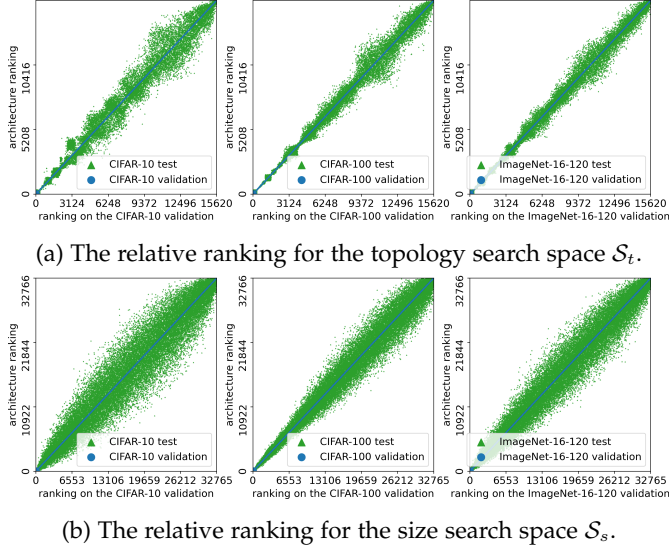 architecture ranking
10416
5208
0
CIFAR-10 test
CIFAR-10 validation
0 3124 6248 9372 12496 15620
ranking on the CIFAR-10 validation
architecture ranking
10416
5208
0
CIFAR-100 test
CIFAR-100 validation
0 3124 6248 9372 12496 15620
ranking on the CIFAR-100 validation
architecture ranking
10416
5208
0
ImageNet-16-120 test
ImageNet-16-120 validation
0 3124 6248 9372 12496 15620
ranking on the ImageNet-16-120 validation
(a) The relative ranking for the topology search space 𝒮t.
architecture ranking
32766
21844
10922
0
CIFAR-10 test
CIFAR-10 validation
0 6553 13106 19659 26212 32765
ranking on the CIFAR-10 validation
architecture ranking
32766
21844
10922
0
CIFAR-100 test
CIFAR-100 validation
0 6553 13106 19659 26212 32765
ranking on the CIFAR-100 validation
architecture ranking
32766
21844
10922
0
ImageNet-16-120 test
ImageNet-16-120 validation
0 6553 13106 19659 26212 32765
ranking on the ImageNet-16-120 validation
(b) The relative ranking for the size search space 𝒮s.